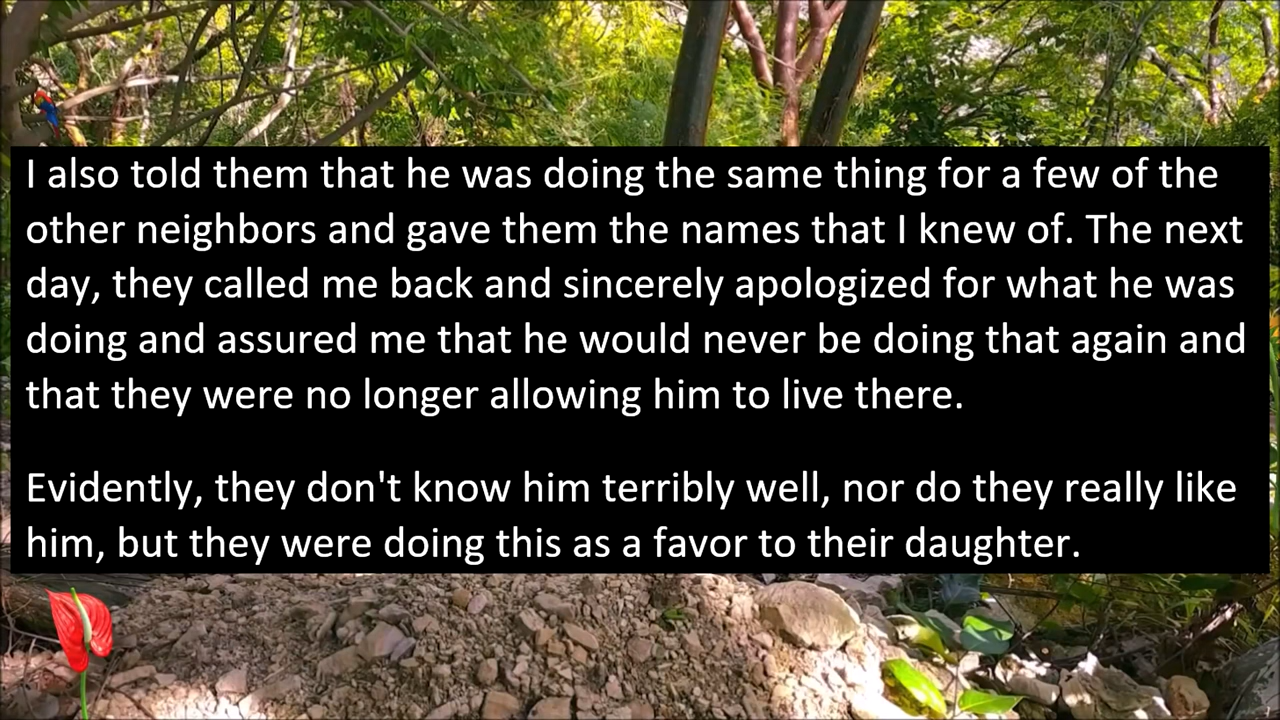 I also told them that he was doing the same thing for a few of the
other neighbors and gave them the names that I knew of. The next
day, they called me back and sincerely apologized for what he was
doing and assured me that he would never be doing that again and
that they were no longer allowing him to live there.
Evidently, they don't know him terribly well, nor do they really like
him, but they were doing this as a favor to their daughter.